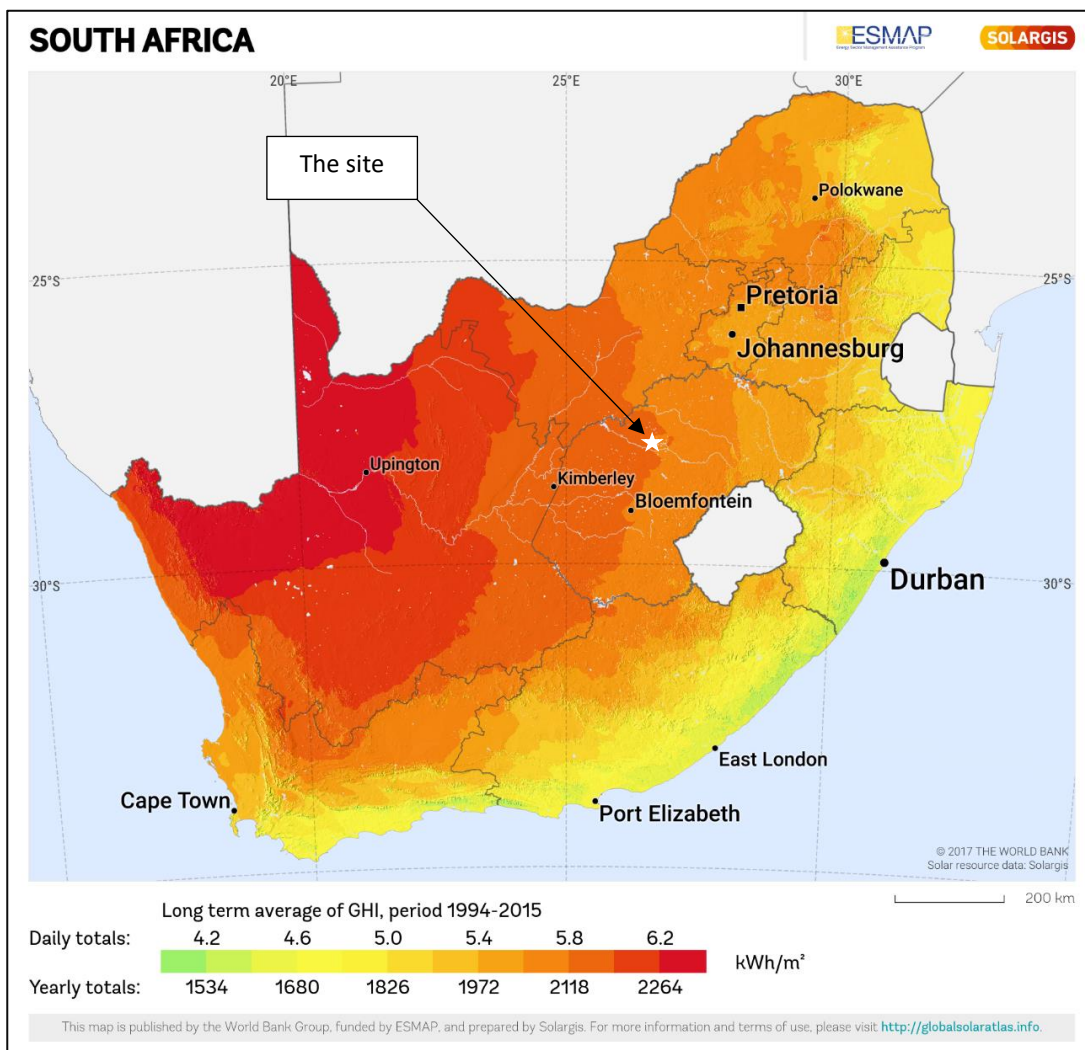 SOUTH AFRICA
ESMAP
Energy Sector Management Assistance Program
SOLARGIS
20°E
25°E
30°E
The site
Polokwane
25°S
25°S
Pretoria
Johannesburg
Upington
Kimberley
Bloemfontein
30°S
Durban
30°S
East London
Cape Town
Port Elizabeth
© 2017 THE WORLD BANK
Solar resource data: Solargis
200 km
Long term average of GHI, period 1994-2015
Daily totals: 4.2 4.6 5.0 5.4 5.8 6.2
kWh/m²
Yearly totals: 1534 1680 1826 1972 2118 2264
This map is published by the World Bank Group, funded by ESMAP, and prepared by Solargis. For more information and terms of use, please visit http://globalsolaratlas.info.